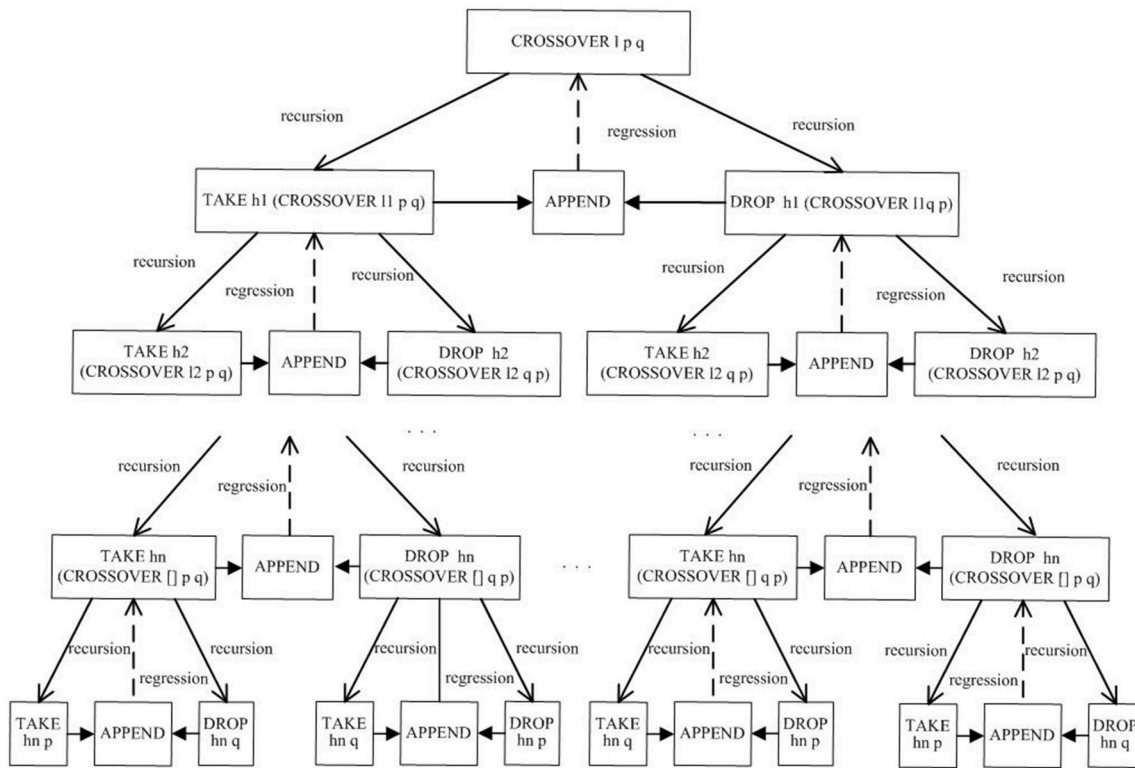 CROSSOVER l p q
recursion
recursion
regression
TAKE h1 (CROSSOVER l1 p q)
APPEND
DROP h1 (CROSSOVER l1q p)
recursion
recursion
regression
recursion
recursion
regression
TAKE h2
(CROSSOVER l2 p q)
APPEND
DROP h2
(CROSSOVER l2 q p)
TAKE h2
(CROSSOVER l2 q p)
APPEND
DROP h2
(CROSSOVER l2 p q)
. . .
. . .
recursion
recursion
regression
recursion
recursion
regression
TAKE hn
(CROSSOVER [] p q)
APPEND
DROP hn
(CROSSOVER [] q p)
. . .
TAKE hn
(CROSSOVER [] q p)
APPEND
DROP hn
(CROSSOVER [] p q)
recursion
recursion
regression
recursion
recursion
regression
recursion
recursion
regression
recursion
recursion
regression
TAKE
hn p
APPEND
DROP
hn q
TAKE
hn q
APPEND
DROP
hn p
TAKE
hn q
APPEND
DROP
hn p
TAKE
hn p
APPEND
DROP
hn q